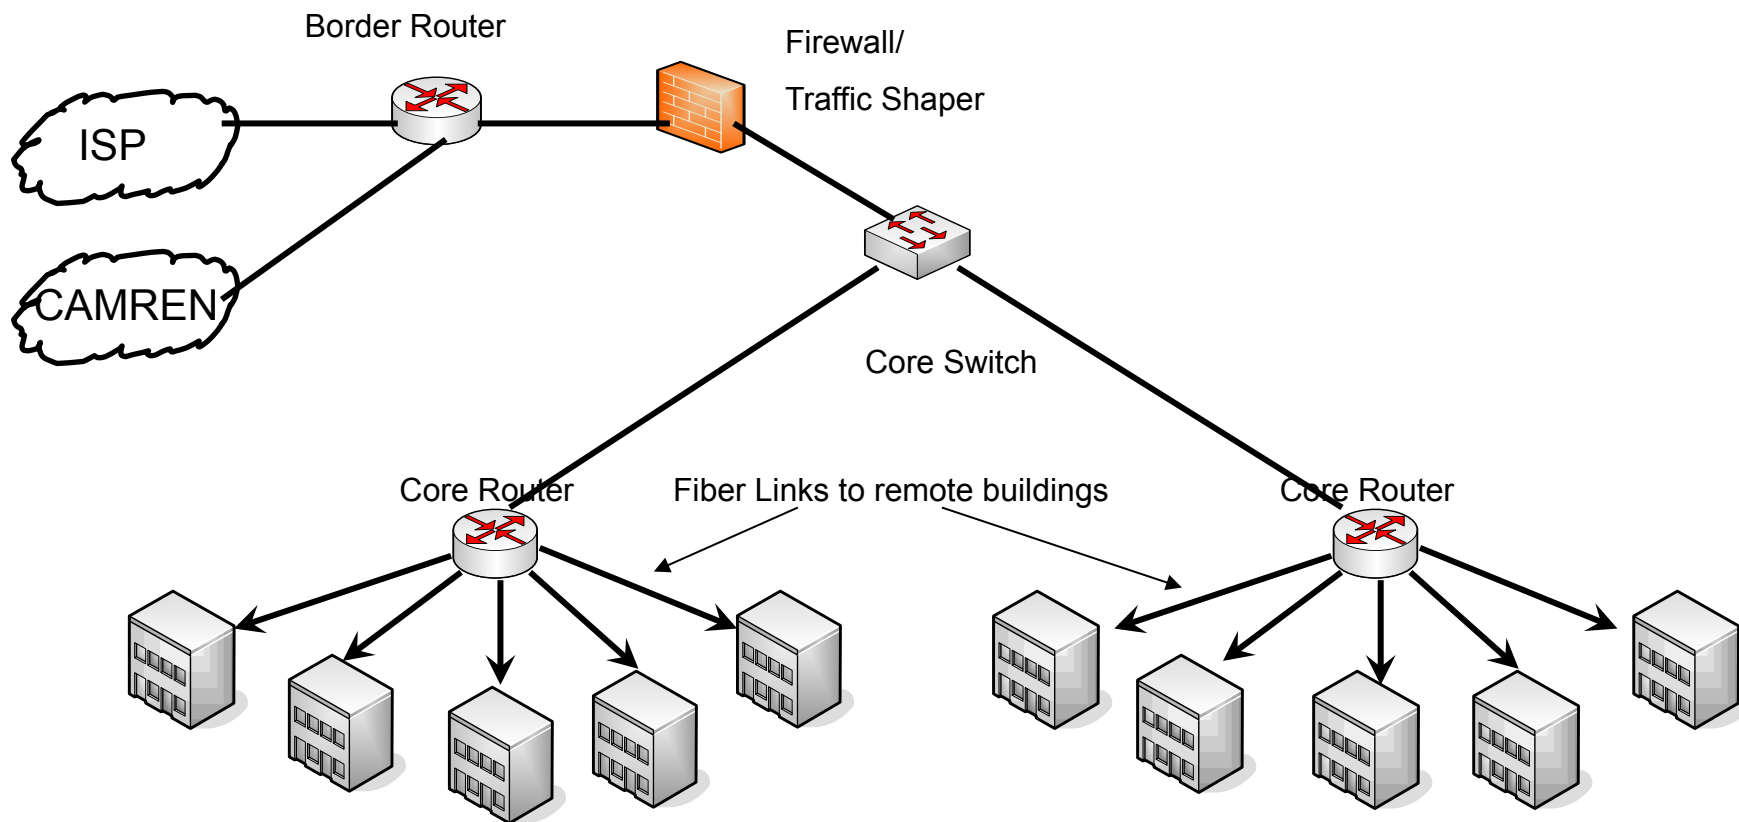 Border Router
Firewall/
Traffic Shaper
ISP
CAMREN
Core Switch
Core Router
Fiber Links to remote buildings
Core Router